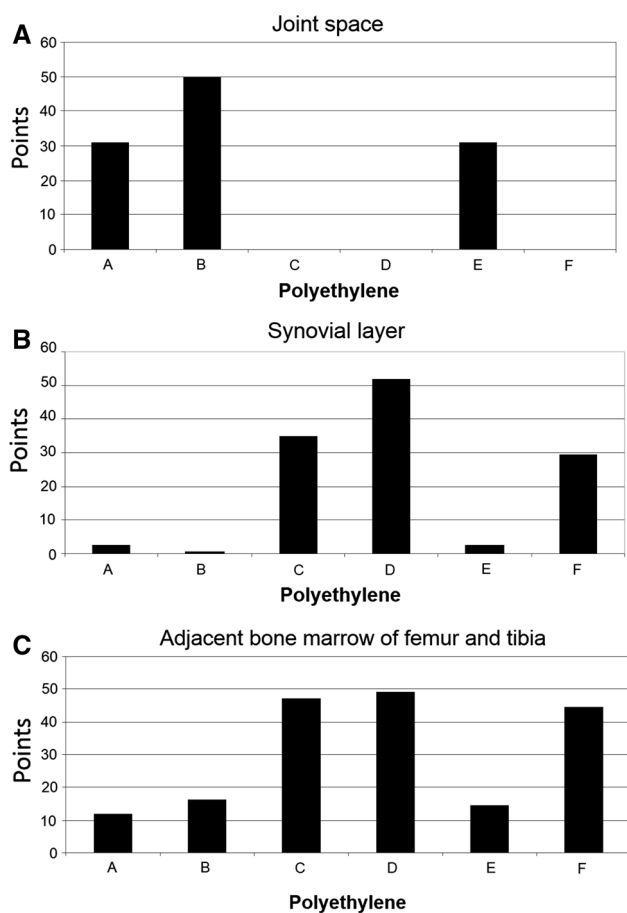 A
Joint space
60
50
40
30
20
10
0
Points
A B C D E F
Polyethylene
B
Synovial layer
60
50
40
30
20
10
0
Points
A B C D E F
Polyethylene
C
Adjacent bone marrow of femur and tibia
60
50
40
30
20
10
0
Points
A B C D E F
Polyethylene